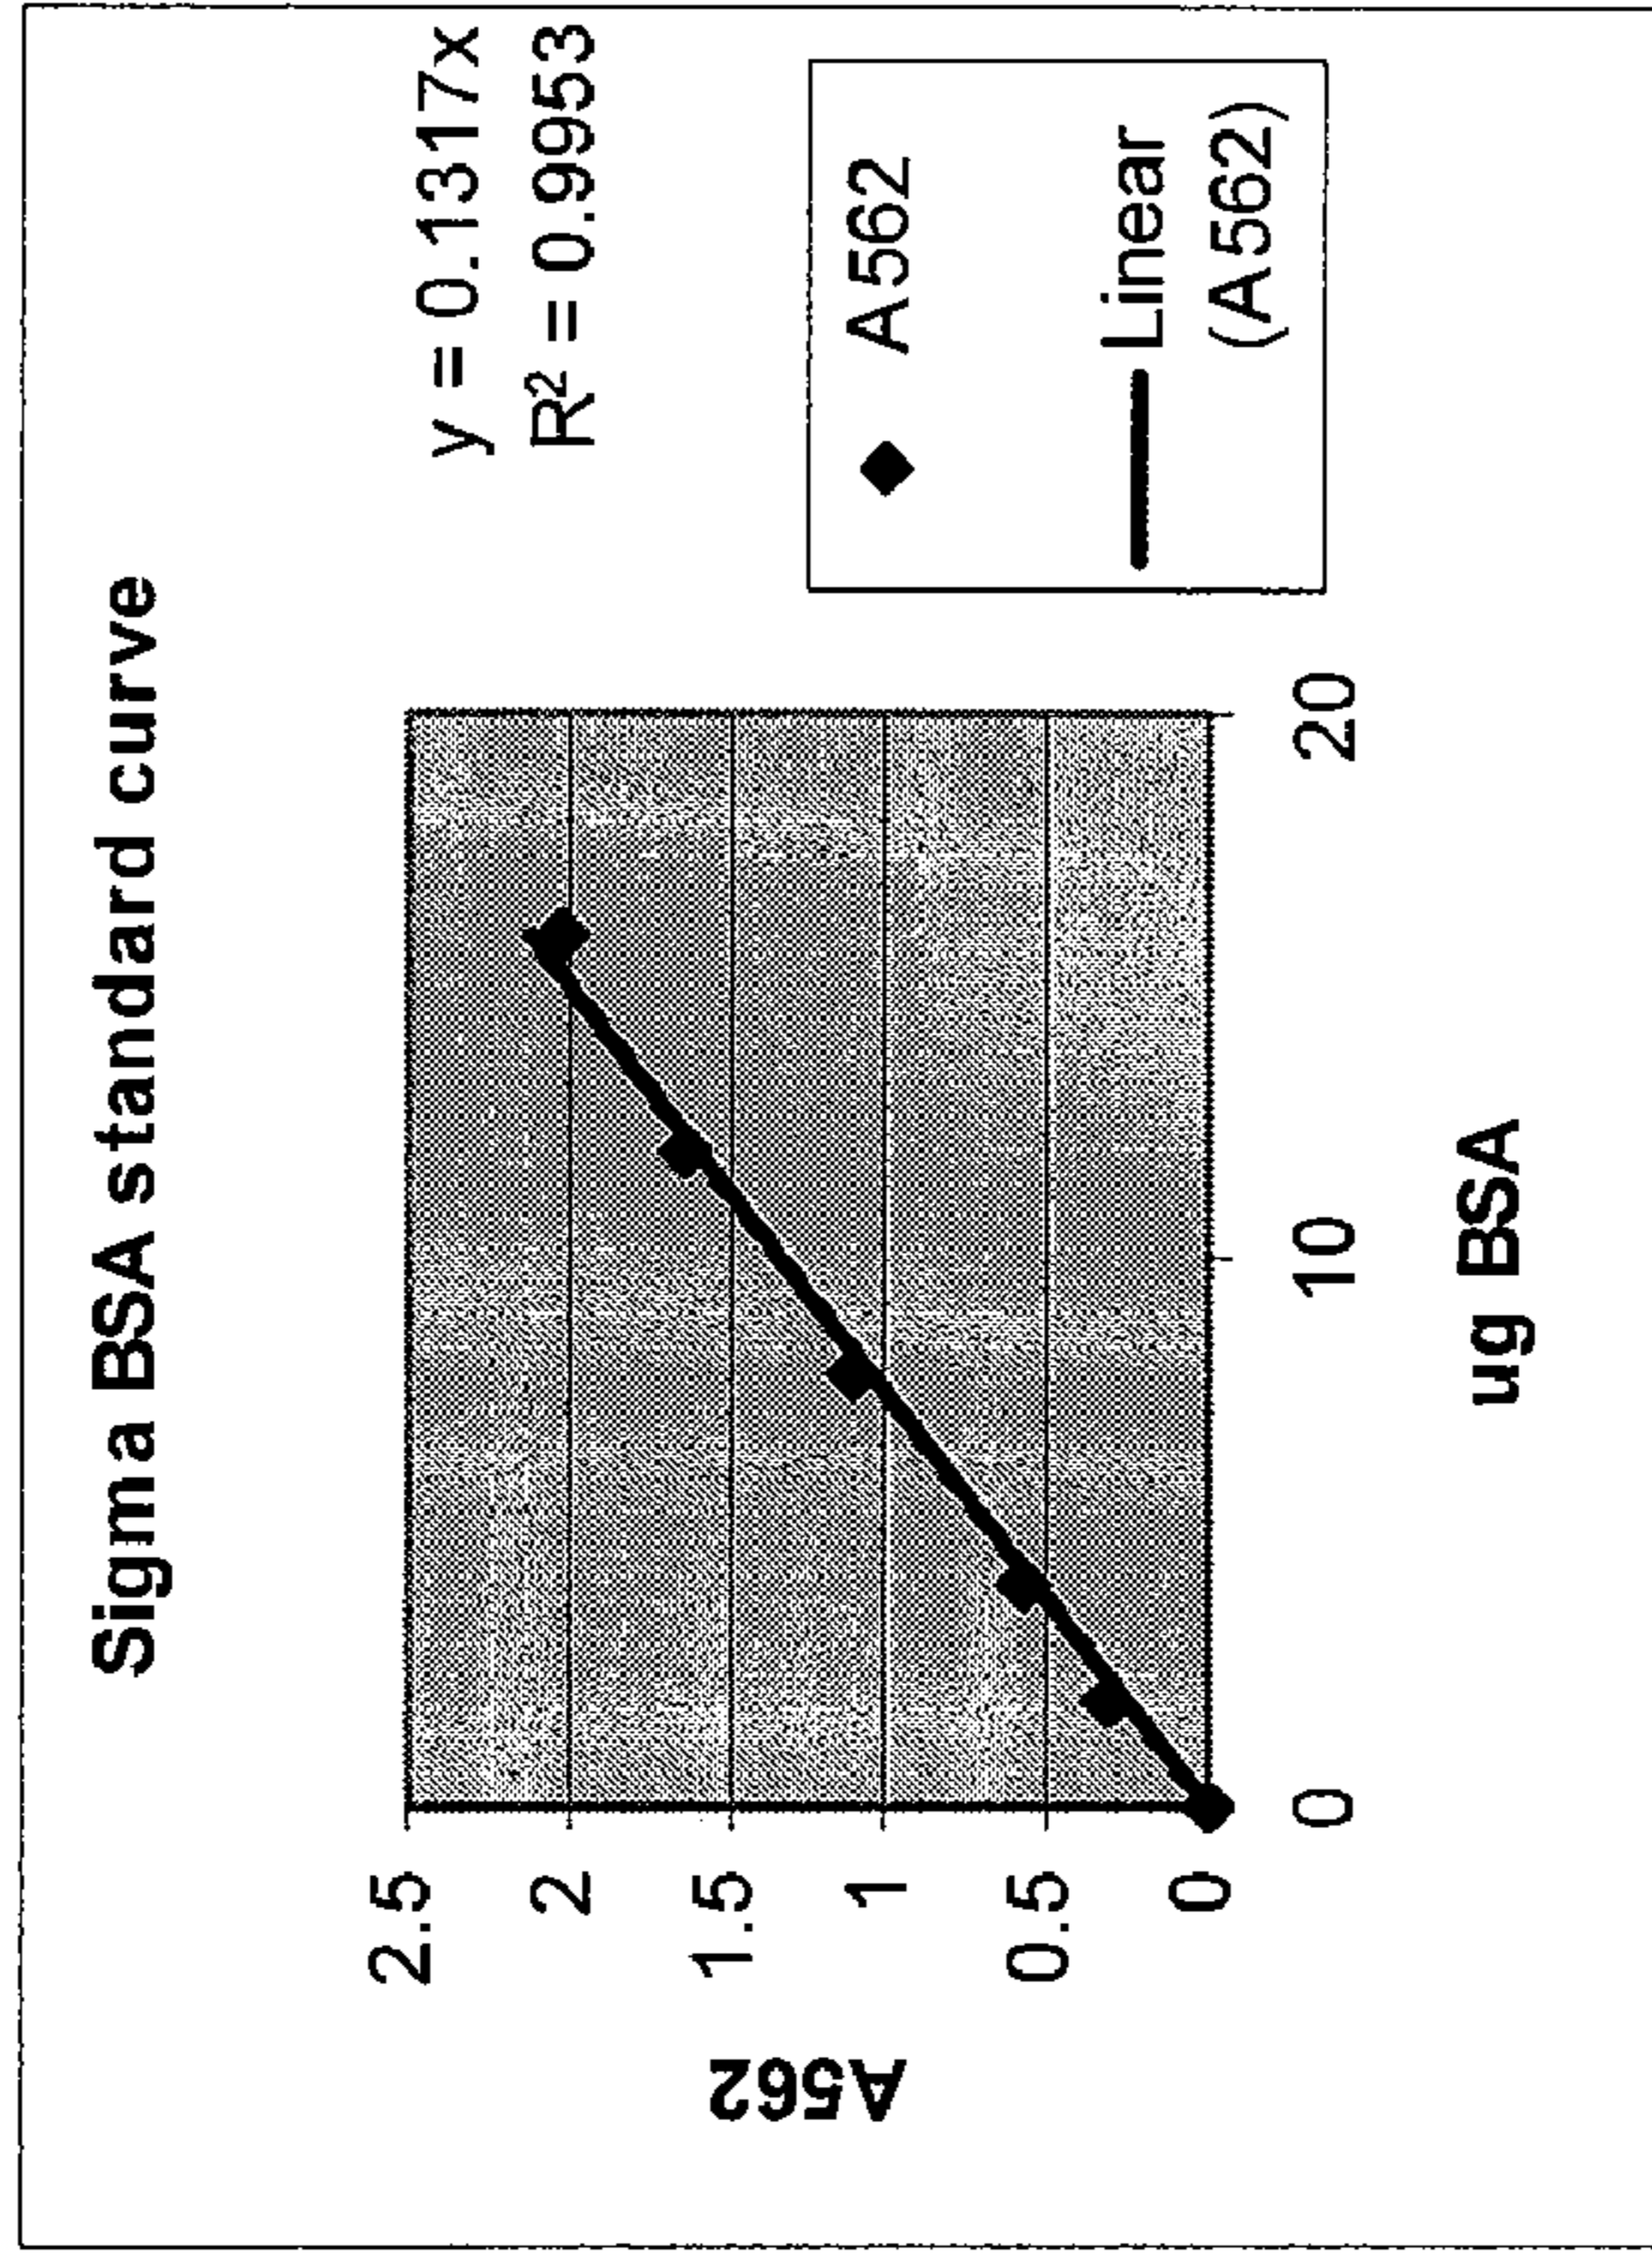 Sigma BSA standard curve
y = 0.1317x
R² = 0.9953
2.5
2
1.5
1
0.5
0
A562
0
10
20
ug BSA
A562
Linear
(A562)